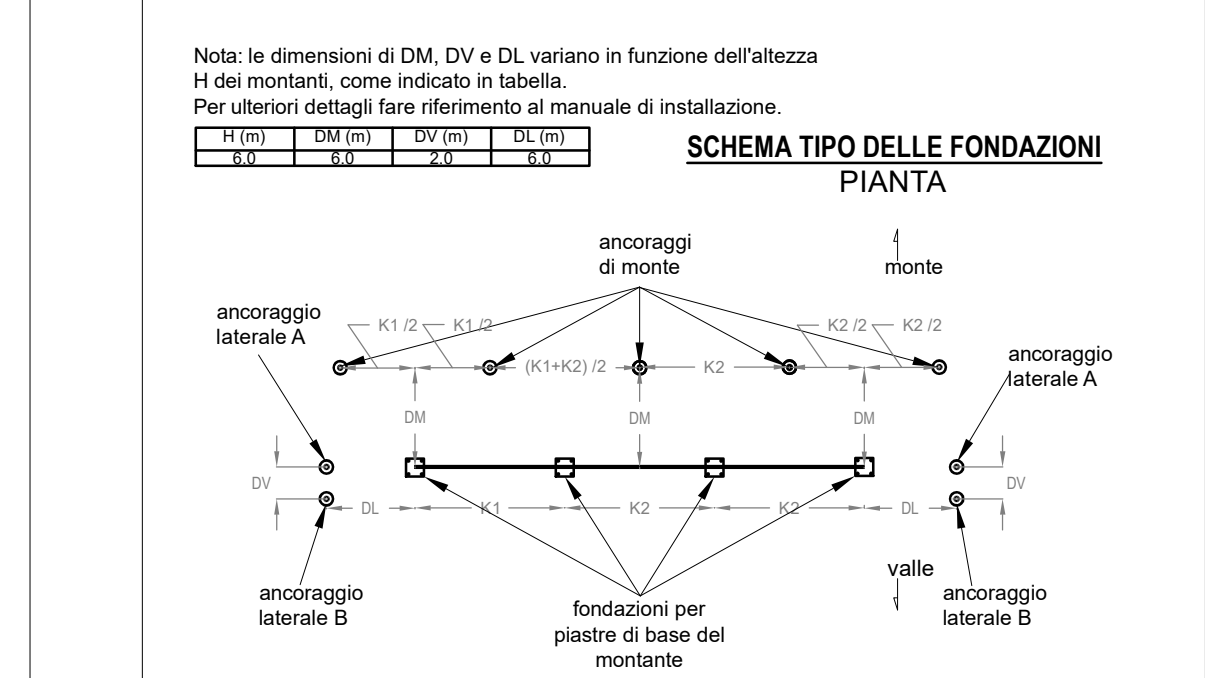 Nota: le dimensioni di DM, DV e DL variano in funzione dell'altezza
H dei montanti, come indicato in tabella.
Per ulteriori dettagli fare riferimento al manuale di installazione.
H (m) DM (m) DV (m) DL (m)
6.0 6.0 2.0 6.0
SCHEMA TIPO DELLE FONDAZIONI
PIANTA
ancoraggi
di monte
monte
ancoraggio
laterale A
K1 /2 K1 /2 K2 /2 K2 /2
ancoraggio
laterale A
(K1+K2) /2 K2
DM DM DM
DV DV
DL K1 K2 K2 DL
valle
ancoraggio
laterale B
fondazioni per
piastre di base del
montante
ancoraggio
laterale B